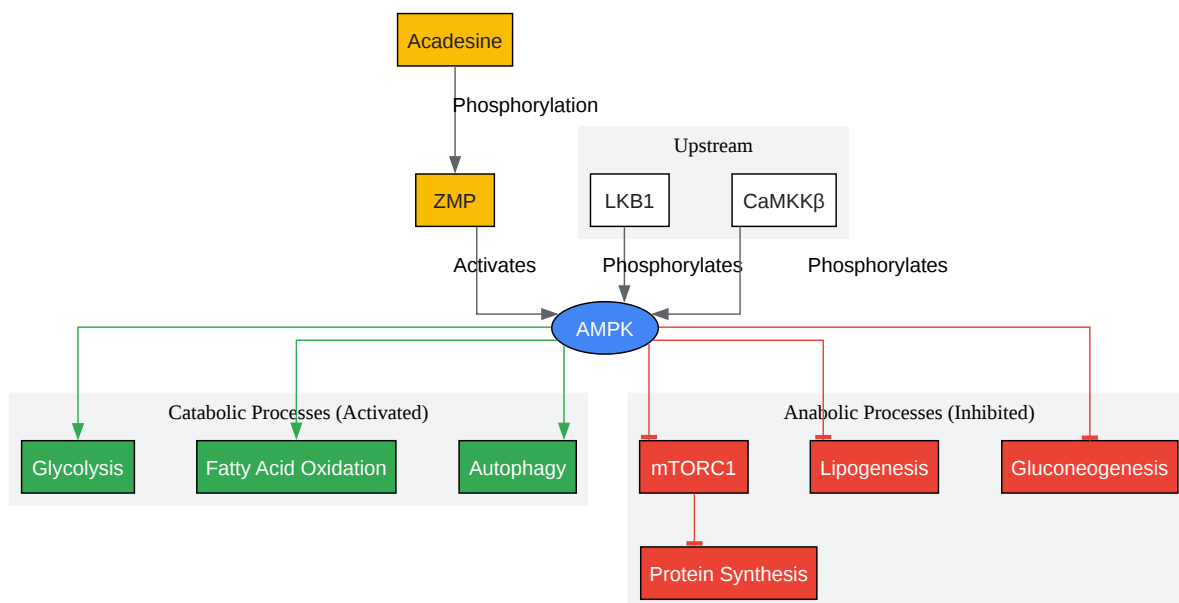 Acadesine
Phosphorylation
Upstream
ZMP
LKB1
CaMKKβ
Activates
Phosphorylates
Phosphorylates
AMPK
Catabolic Processes (Activated)
Anabolic Processes (Inhibited)
Glycolysis
Fatty Acid Oxidation
Autophagy
mTORC1
Lipogenesis
Gluconeogenesis
Protein Synthesis